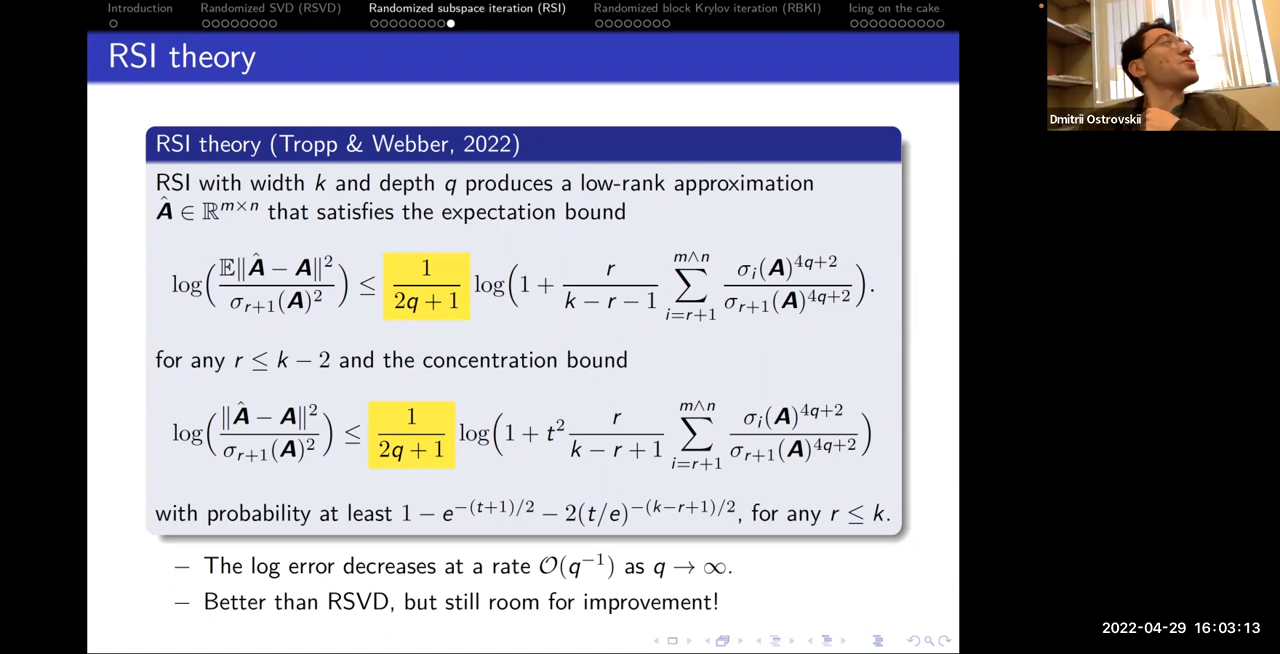 Introduction
Randomized SVD (RSVD)
Randomized subspace iteration (RSI)
Randomized block Krylov iteration (RBKI)
Icing on the cake
RSI theory
RSI theory (Tropp & Webber, 2022)
RSI with width k and depth q produces a low-rank approximation
Â ∈ ℝ^{m×n} that satisfies the expectation bound
log(𝔼‖Â − A‖² / σ_{r+1}(A)²) ≤ 1/(2q + 1) log(1 + r/(k − r − 1) ∑_{i=r+1}^{m∧n} σ_i(A)^{4q+2} / σ_{r+1}(A)^{4q+2}).
for any r ≤ k − 2 and the concentration bound
log(‖Â − A‖² / σ_{r+1}(A)²) ≤ 1/(2q + 1) log(1 + t² r/(k − r + 1) ∑_{i=r+1}^{m∧n} σ_i(A)^{4q+2} / σ_{r+1}(A)^{4q+2})
with probability at least 1 − e^{−(t+1)/2} − 2(t/e)^{−(k−r+1)/2}, for any r ≤ k.
– The log error decreases at a rate 𝒪(q^{−1}) as q → ∞.
– Better than RSVD, but still room for improvement!
Dmitrii Ostrovskii
2022-04-29 16:03:13